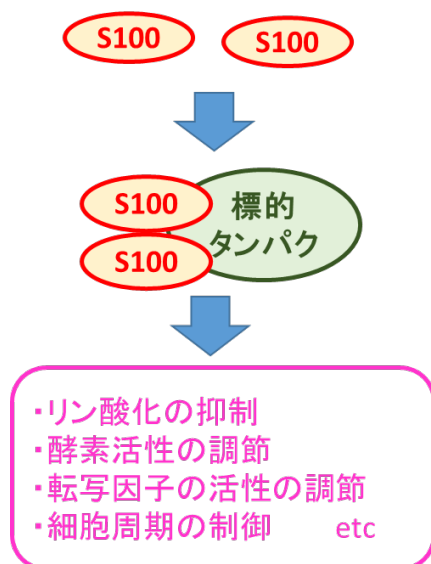 S100 S100
S100
標的
タンパク
S100
・リン酸化の抑制
・酵素活性の調節
・転写因子の活性の調節
・細胞周期の制御 etc